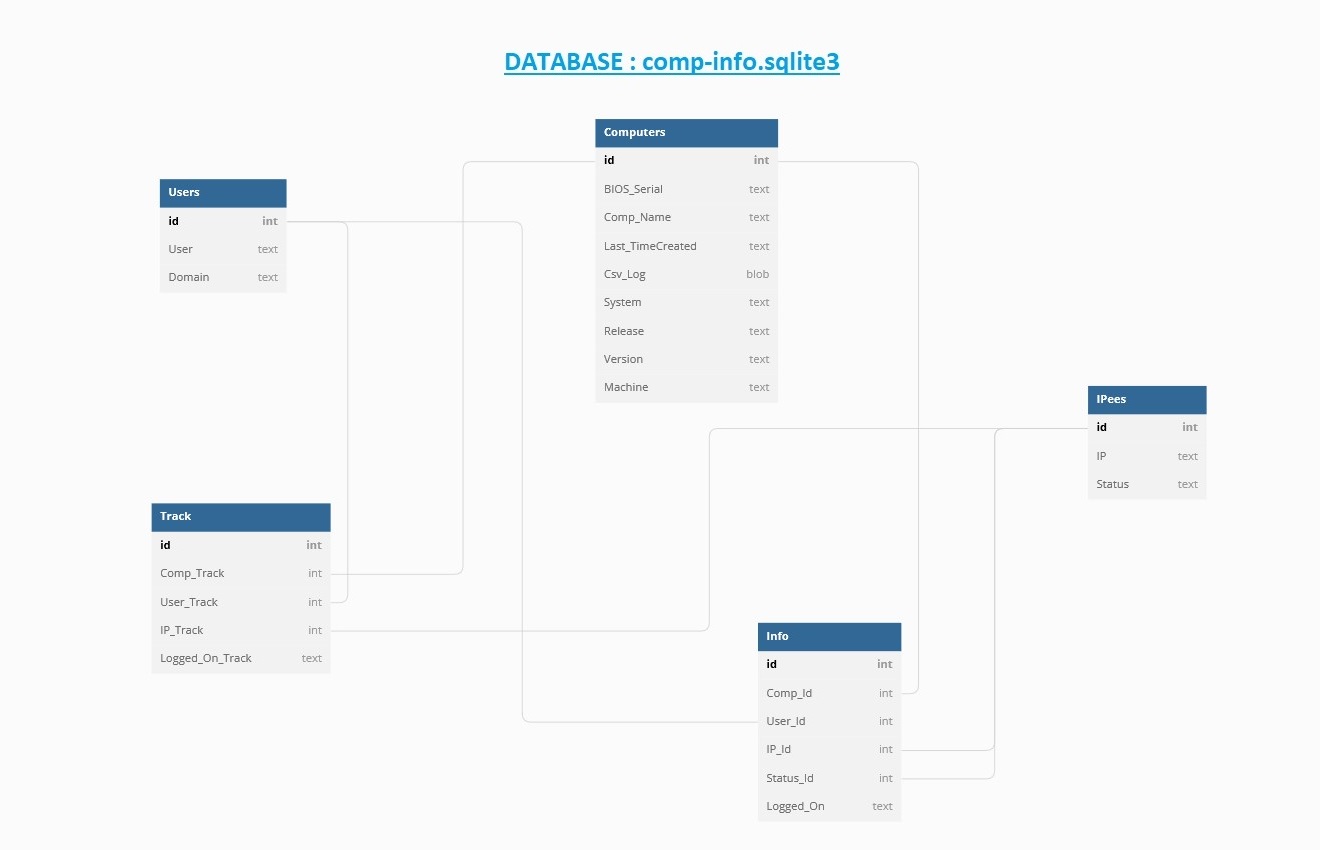 DATABASE : comp-info.sqlite3
Computers
id int
BIOS_Serial text
Comp_Name text
Last_TimeCreated text
Csv_Log blob
System text
Release text
Version text
Machine text
Users
id int
User text
Domain text
IPees
id int
IP text
Status text
Track
id int
Comp_Track int
User_Track int
IP_Track int
Logged_On_Track text
Info
id int
Comp_Id int
User_Id int
IP_Id int
Status_Id int
Logged_On text